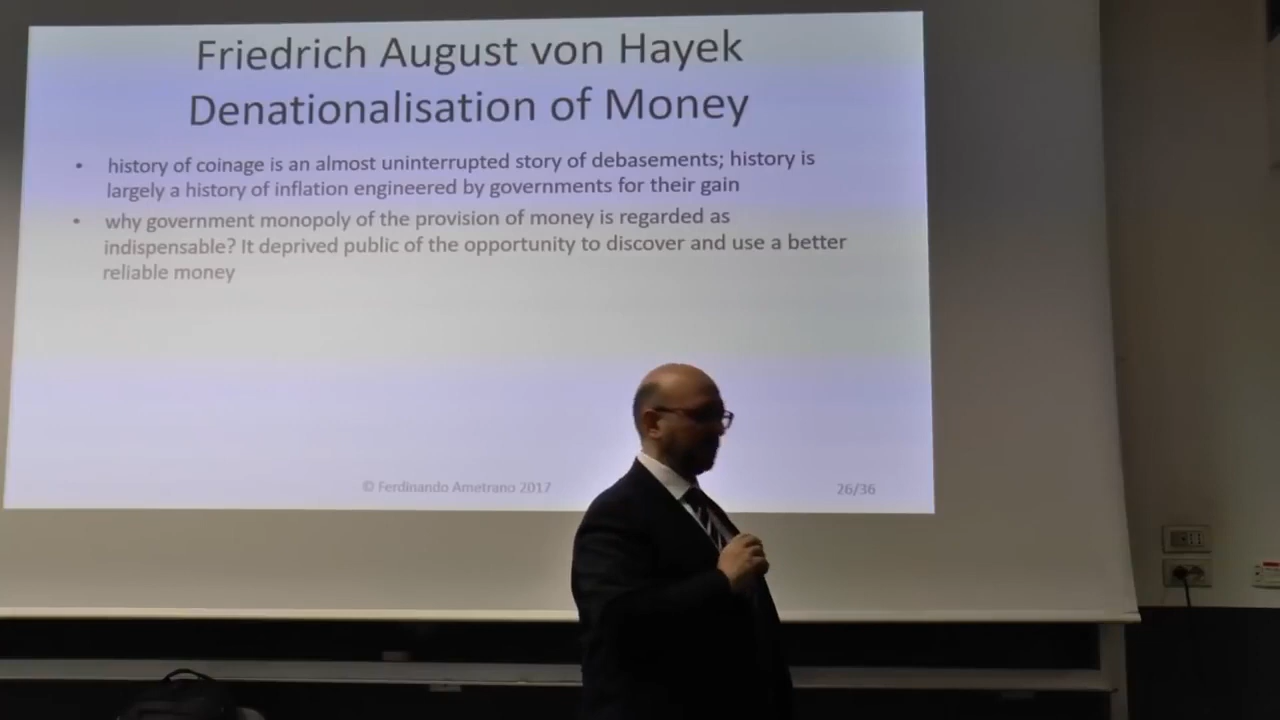 Friedrich August von Hayek
Denationalisation of Money
• history of coinage is an almost uninterrupted story of debasements; history is
largely a history of inflation engineered by governments for their gain
• why government monopoly of the provision of money is regarded as
indispensable? It deprived public of the opportunity to discover and use a better
reliable money
© Ferdinando Ametrano 2017
26/36